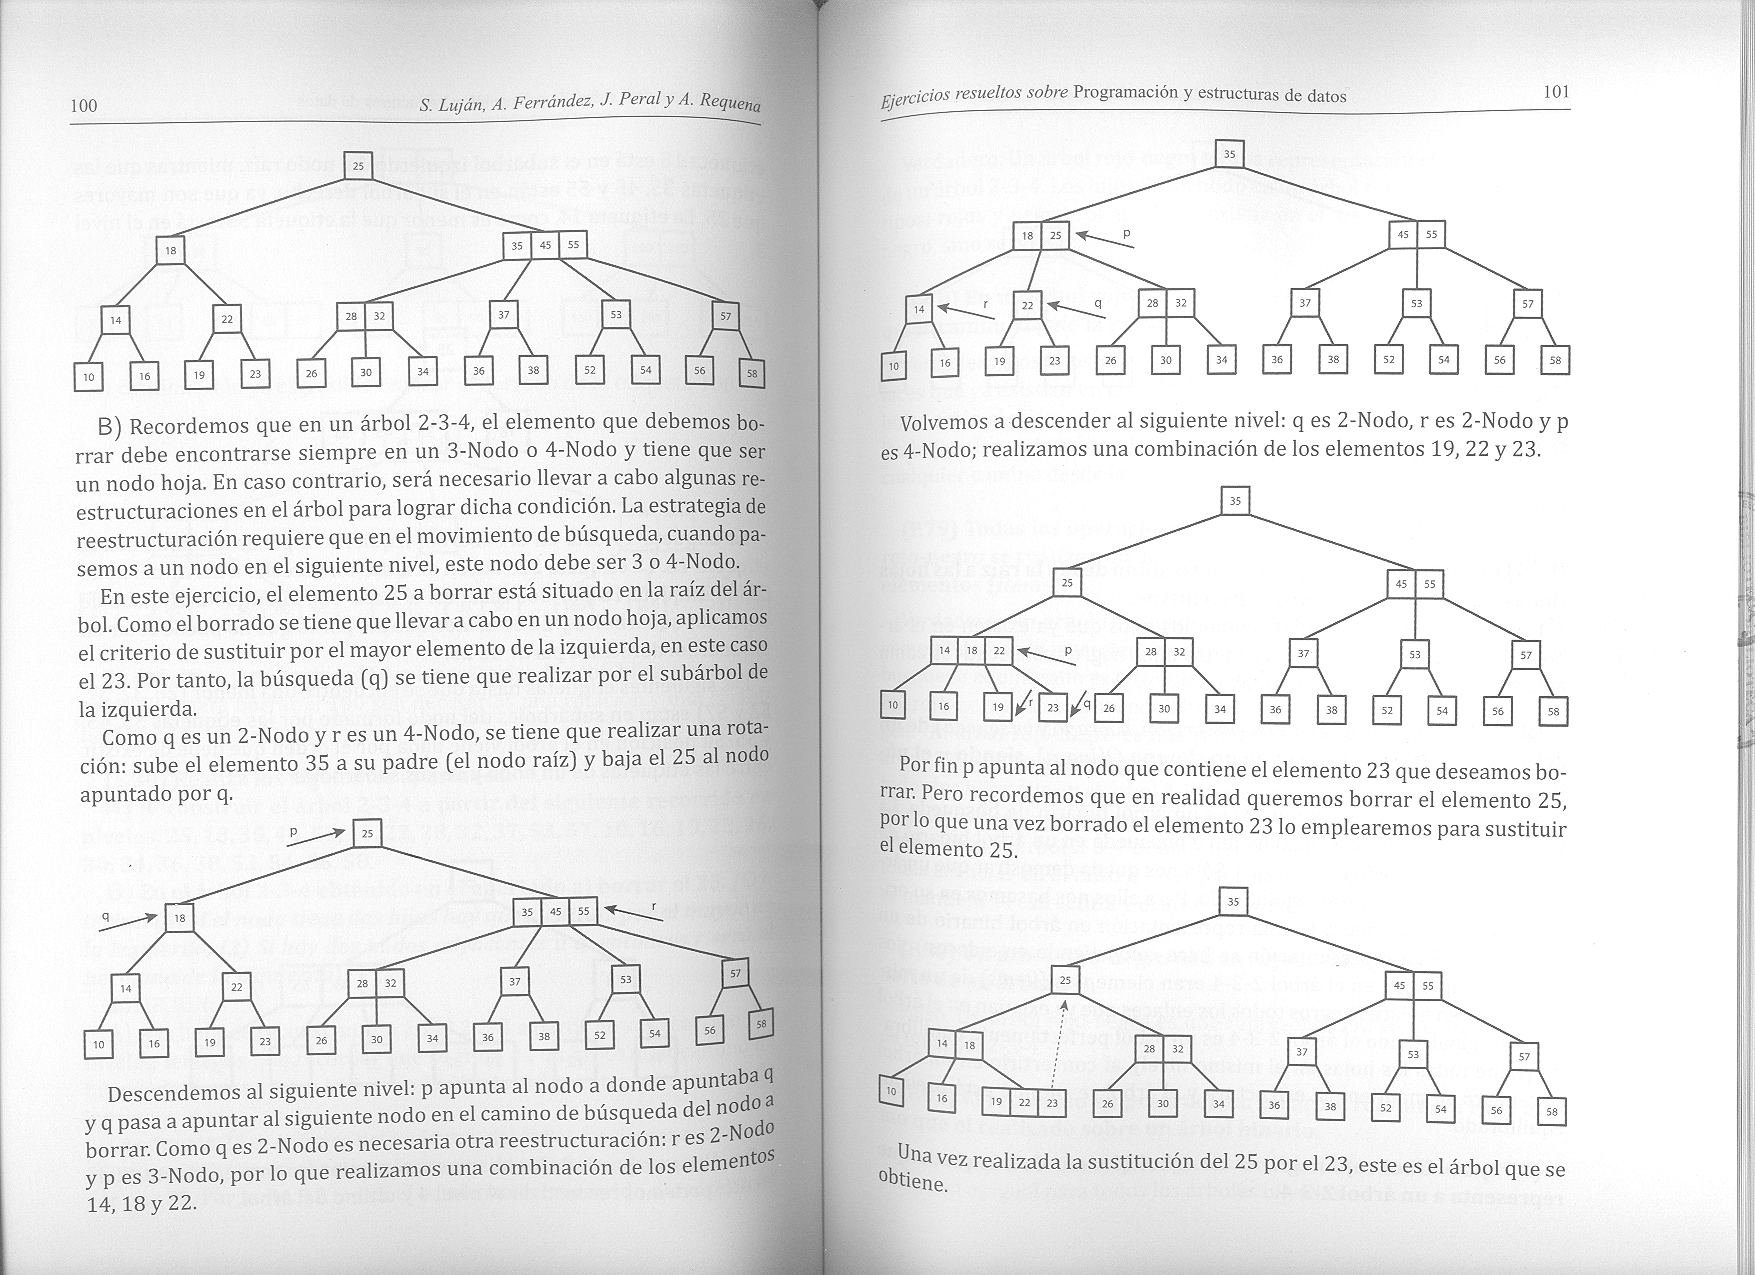 100
S. Luján, A. Ferrández, J. Peral y A. Requena
25
18
35 45 55
14 22 28 32 37 53 57
10 16 19 23 26 30 34 36 38 52 54 56 58
B) Recordemos que en un árbol 2-3-4, el elemento que debemos bo-
rrar debe encontrarse siempre en un 3-Nodo o 4-Nodo y tiene que ser
un nodo hoja. En caso contrario, será necesario llevar a cabo algunas re-
estructuraciones en el árbol para lograr dicha condición. La estrategia de
reestructuración requiere que en el movimiento de búsqueda, cuando pa-
semos a un nodo en el siguiente nivel, este nodo debe ser 3 o 4-Nodo.
En este ejercicio, el elemento 25 a borrar está situado en la raíz del ár-
bol. Como el borrado se tiene que llevar a cabo en un nodo hoja, aplicamos
el criterio de sustituir por el mayor elemento de la izquierda, en este caso
el 23. Por tanto, la búsqueda (q) se tiene que realizar por el subárbol de
la izquierda.
Como q es un 2-Nodo y r es un 4-Nodo, se tiene que realizar una rota-
ción: sube el elemento 35 a su padre (el nodo raíz) y baja el 25 al nodo
apuntado por q.
p 25
q 18 35 45 55 r
14 22 28 32 37 53 57
10 16 19 23 26 30 34 36 38 52 54 56 58
Descendemos al siguiente nivel: p apunta al nodo a donde apuntaba q
y q pasa a apuntar al siguiente nodo en el camino de búsqueda del nodo a
borrar. Como q es 2-Nodo es necesaria otra reestructuración: r es 2-Nodo
y p es 3-Nodo, por lo que realizamos una combinación de los elementos
14, 18 y 22.
Ejercicios resueltos sobre Programación y estructuras de datos
101
35
18 25 p 45 55
14 r 22 q 28 32 37 53 57
10 16 19 23 26 30 34 36 38 52 54 56 58
Volvemos a descender al siguiente nivel: q es 2-Nodo, r es 2-Nodo y p
es 4-Nodo; realizamos una combinación de los elementos 19, 22 y 23.
35
25 45 55
14 18 22 p 28 32 37 53 57
10 16 19 r 23 q 26 30 34 36 38 52 54 56 58
Por fin p apunta al nodo que contiene el elemento 23 que deseamos bo-
rrar. Pero recordemos que en realidad queremos borrar el elemento 25,
por lo que una vez borrado el elemento 23 lo emplearemos para sustituir
el elemento 25.
35
25 45 55
14 18 28 32 37 53 57
10 16 19 22 23 26 30 34 36 38 52 54 56 58
Una vez realizada la sustitución del 25 por el 23, este es el árbol que se
obtiene.